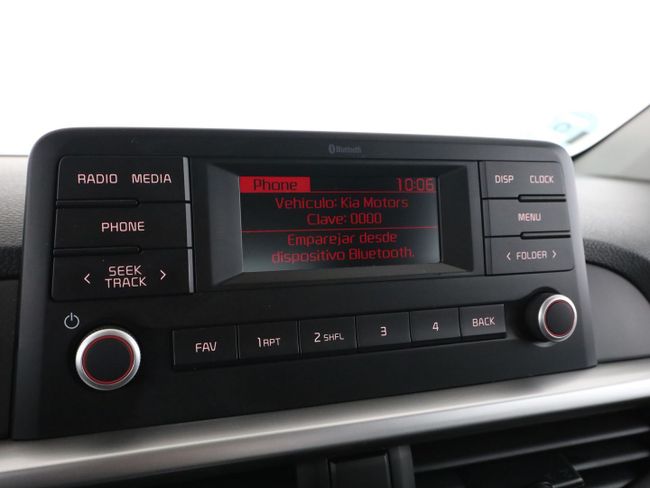 Bluetooth
RADIO MEDIA
PHONE
< SEEK >
TRACK
Phone 10:06
Vehículo: Kia Motors
Clave: 0000
Emparejar desde
dispositivo Bluetooth.
DISP CLOCK
MENU
< FOLDER >
FAV
1 RPT
2 SHFL
3
4
BACK